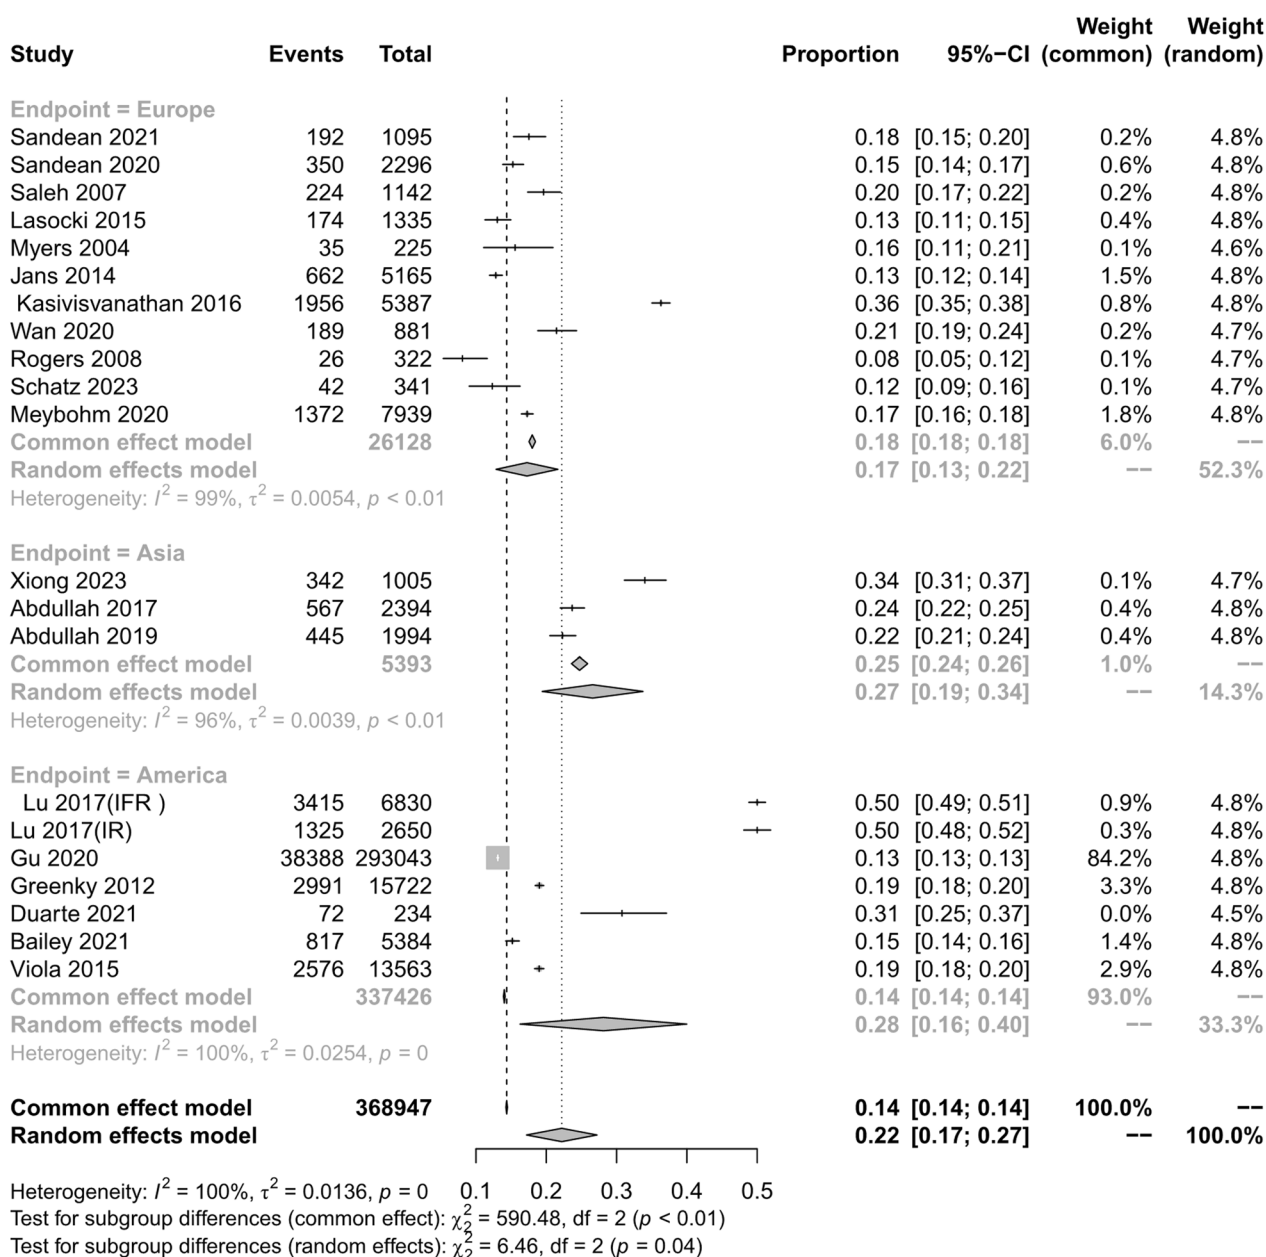 Study Events Total Proportion 95%−CI Weight (common) Weight (random)
Endpoint = Europe
Sandean 2021 192 1095 0.18 [0.15; 0.20] 0.2% 4.8%
Sandean 2020 350 2296 0.15 [0.14; 0.17] 0.6% 4.8%
Saleh 2007 224 1142 0.20 [0.17; 0.22] 0.2% 4.8%
Lasocki 2015 174 1335 0.13 [0.11; 0.15] 0.4% 4.8%
Myers 2004 35 225 0.16 [0.11; 0.21] 0.1% 4.6%
Jans 2014 662 5165 0.13 [0.12; 0.14] 1.5% 4.8%
Kasivisvanathan 2016 1956 5387 0.36 [0.35; 0.38] 0.8% 4.8%
Wan 2020 189 881 0.21 [0.19; 0.24] 0.2% 4.7%
Rogers 2008 26 322 0.08 [0.05; 0.12] 0.1% 4.7%
Schatz 2023 42 341 0.12 [0.09; 0.16] 0.1% 4.7%
Meybohm 2020 1372 7939 0.17 [0.16; 0.18] 1.8% 4.8%
Common effect model 26128 0.18 [0.18; 0.18] 6.0% −−
Random effects model 0.17 [0.13; 0.22] −− 52.3%
Heterogeneity: I² = 99%, τ² = 0.0054, p < 0.01
Endpoint = Asia
Xiong 2023 342 1005 0.34 [0.31; 0.37] 0.1% 4.7%
Abdullah 2017 567 2394 0.24 [0.22; 0.25] 0.4% 4.8%
Abdullah 2019 445 1994 0.22 [0.21; 0.24] 0.4% 4.8%
Common effect model 5393 0.25 [0.24; 0.26] 1.0% −−
Random effects model 0.27 [0.19; 0.34] −− 14.3%
Heterogeneity: I² = 96%, τ² = 0.0039, p < 0.01
Endpoint = America
Lu 2017(IFR ) 3415 6830 0.50 [0.49; 0.51] 0.9% 4.8%
Lu 2017(IR) 1325 2650 0.50 [0.48; 0.52] 0.3% 4.8%
Gu 2020 38388 293043 0.13 [0.13; 0.13] 84.2% 4.8%
Greenky 2012 2991 15722 0.19 [0.18; 0.20] 3.3% 4.8%
Duarte 2021 72 234 0.31 [0.25; 0.37] 0.0% 4.5%
Bailey 2021 817 5384 0.15 [0.14; 0.16] 1.4% 4.8%
Viola 2015 2576 13563 0.19 [0.18; 0.20] 2.9% 4.8%
Common effect model 337426 0.14 [0.14; 0.14] 93.0% −−
Random effects model 0.28 [0.16; 0.40] −− 33.3%
Heterogeneity: I² = 100%, τ² = 0.0254, p = 0
Common effect model 368947 0.14 [0.14; 0.14] 100.0% −−
Random effects model 0.22 [0.17; 0.27] −− 100.0%
Heterogeneity: I² = 100%, τ² = 0.0136, p = 0 0.1 0.2 0.3 0.4 0.5
Test for subgroup differences (common effect): χ²₂ = 590.48, df = 2 (p < 0.01)
Test for subgroup differences (random effects): χ²₂ = 6.46, df = 2 (p = 0.04)